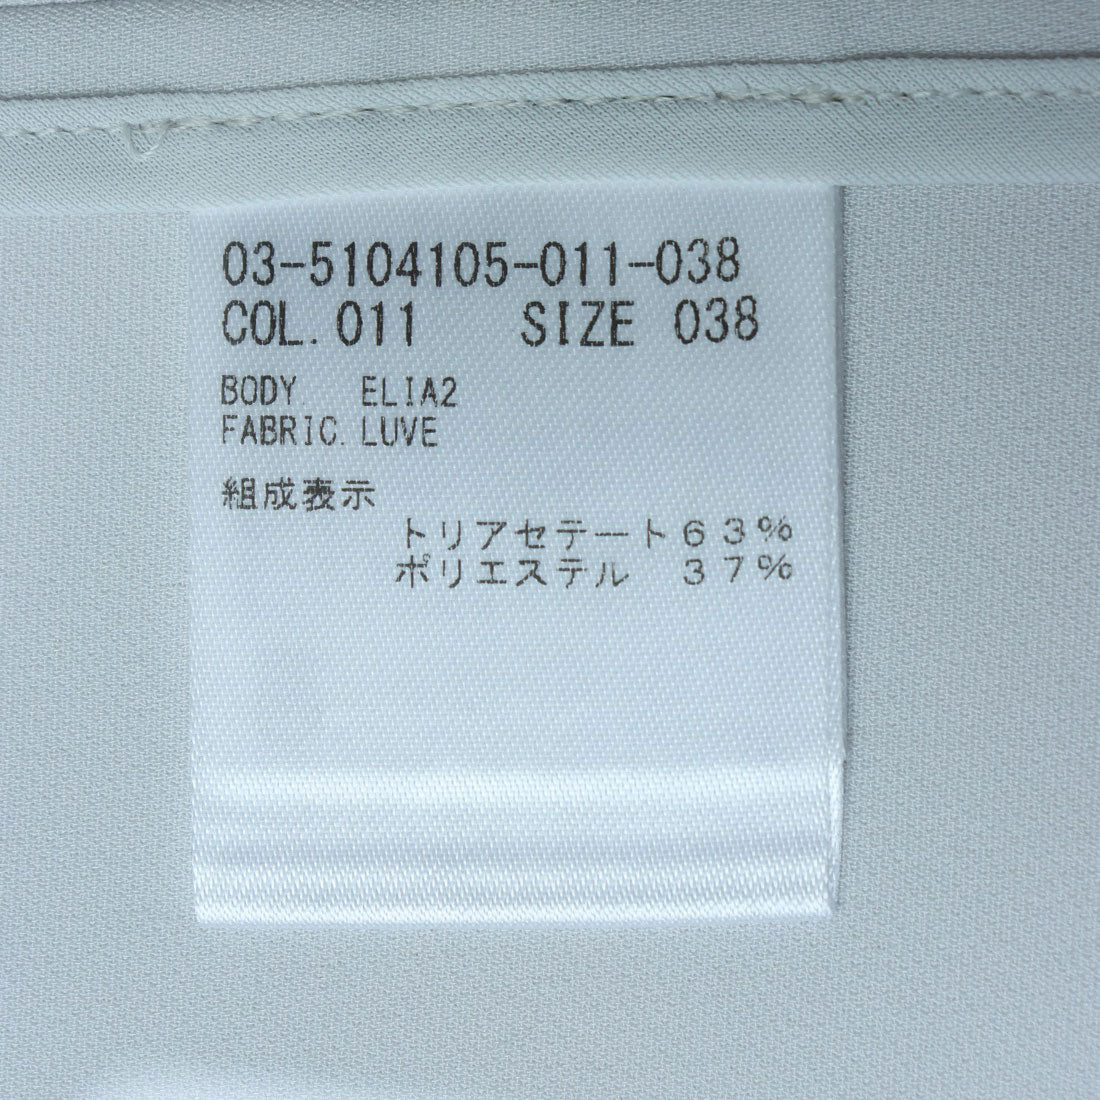 03-5104105-011-038
COL.011 SIZE 038
BODY ELIA2
FABRIC.LUVE
組成表示
トリアセテート63%
ポリエステル 37%